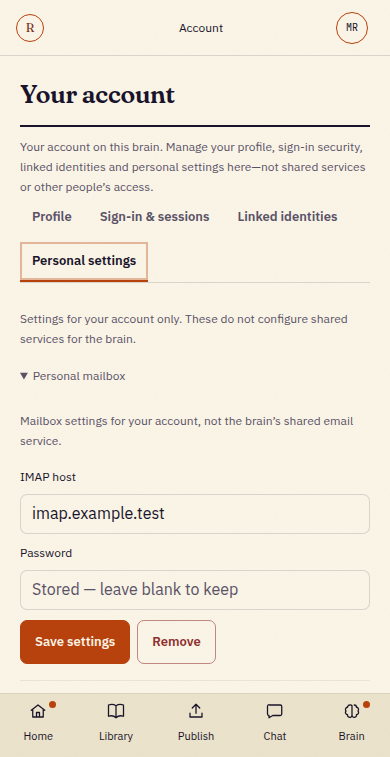 R
Account
MR
Your account
Your account on this brain. Manage your profile, sign-in security,
linked identities and personal settings here—not shared services
or other people's access.
Profile
Sign-in & sessions
Linked identities
Personal settings
Settings for your account only. These do not configure shared
services for the brain.
Personal mailbox
Mailbox settings for your account, not the brain's shared email
service.
IMAP host
imap.example.test
Password
Stored — leave blank to keep
Save settings
Remove
Home
Library
Publish
Chat
Brain